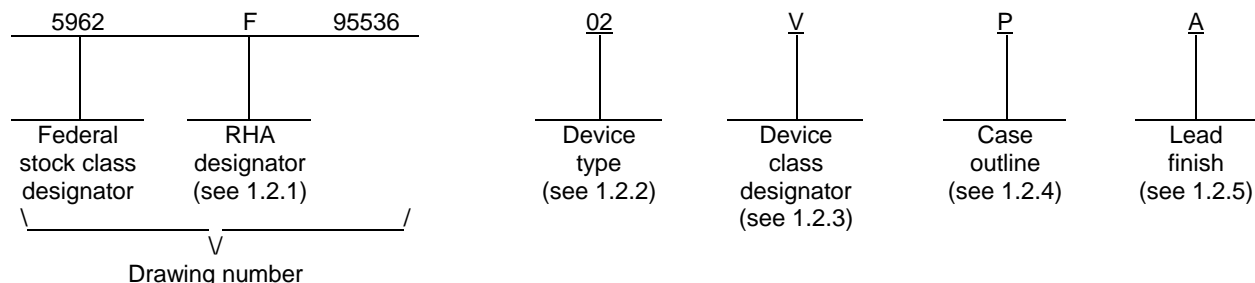 5962 F 95536 02 V P A
Federal stock class designator
RHA designator (see 1.2.1)
Device type (see 1.2.2)
Device class designator (see 1.2.3)
Case outline (see 1.2.4)
Lead finish (see 1.2.5)
\ /
\/
Drawing number